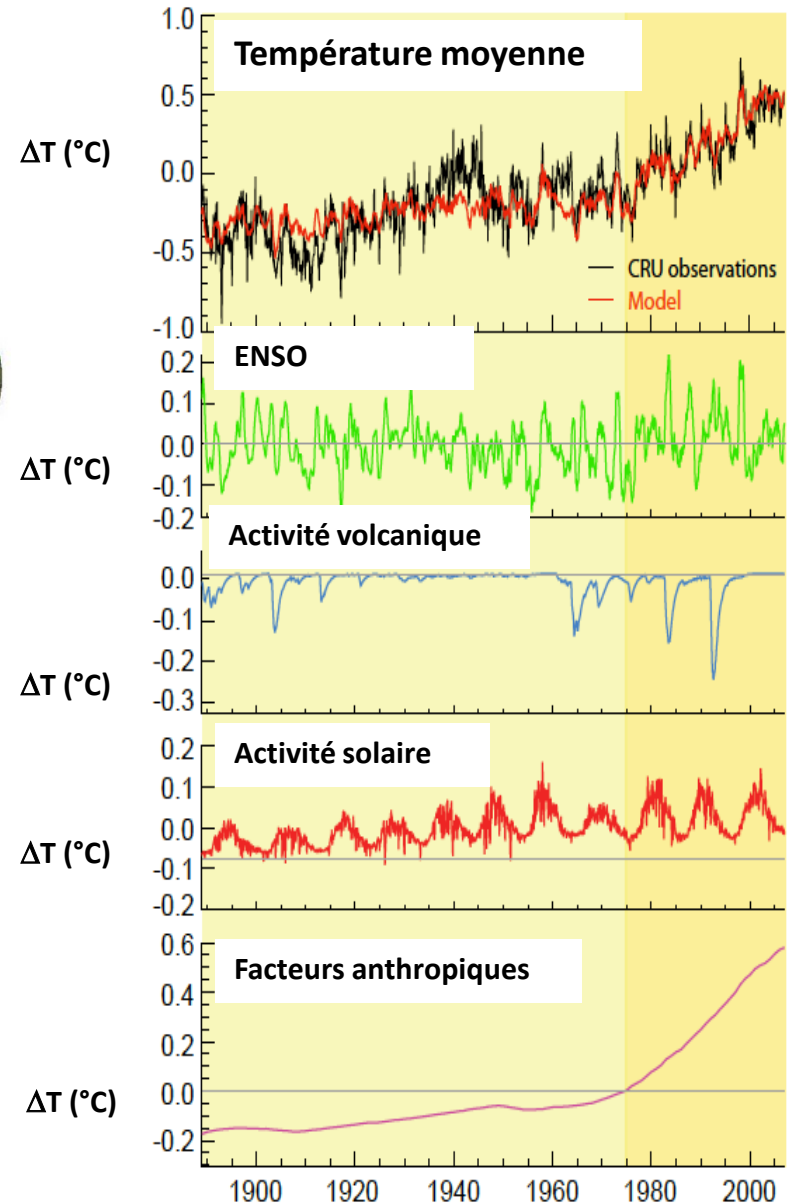 1.0
Température moyenne
0.5
ΔT (°C)
0.0
-0.5
CRU observations
Model
-1.0
0.2
ENSO
0.1
0.0
ΔT (°C)
-0.1
-0.2
Activité volcanique
0.0
-0.1
-0.2
ΔT (°C)
-0.3
0.2
Activité solaire
0.1
0.0
ΔT (°C)
-0.1
-0.2
0.6
Facteurs anthropiques
0.4
0.2
0.0
ΔT (°C)
-0.2
1900 1920 1940 1960 1980 2000